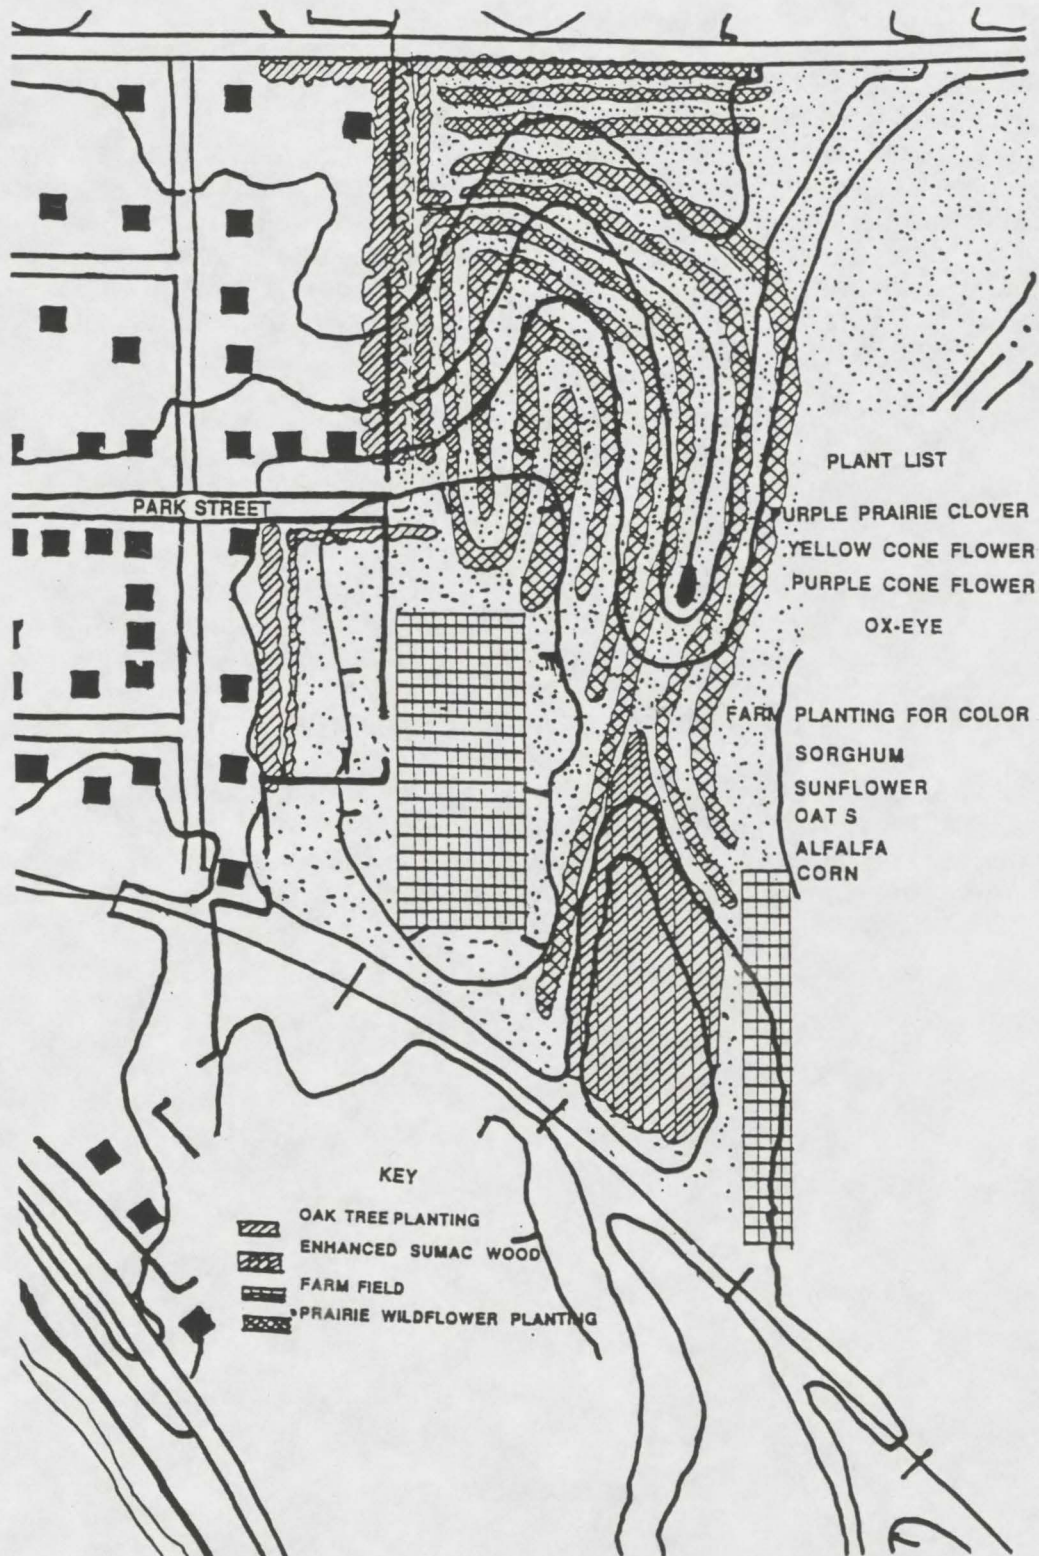 PARK STREET
PLANT LIST
PURPLE PRAIRIE CLOVER
YELLOW CONE FLOWER
PURPLE CONE FLOWER
OX-EYE
FARM PLANTING FOR COLOR
SORGHUM
SUNFLOWER
OAT S
ALFALFA
CORN
KEY
OAK TREE PLANTING
ENHANCED SUMAC WOOD
FARM FIELD
PRAIRIE WILDFLOWER PLANTING